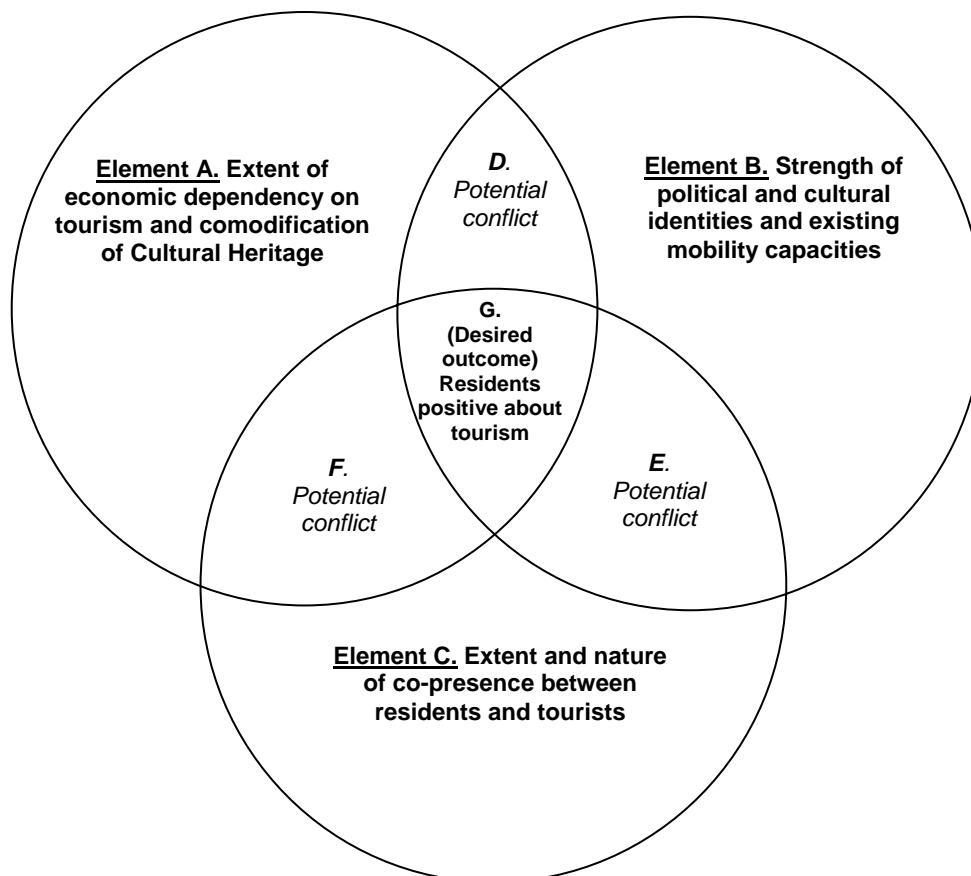 Element A. Extent of
economic dependency on
tourism and comodification
of Cultural Heritage
D.
Potential
conflict
Element B. Strength of
political and cultural
identities and existing
mobility capacities
G.
(Desired
outcome)
Residents
positive about
tourism
F.
Potential
conflict
E.
Potential
conflict
Element C. Extent and nature
of co-presence between
residents and tourists